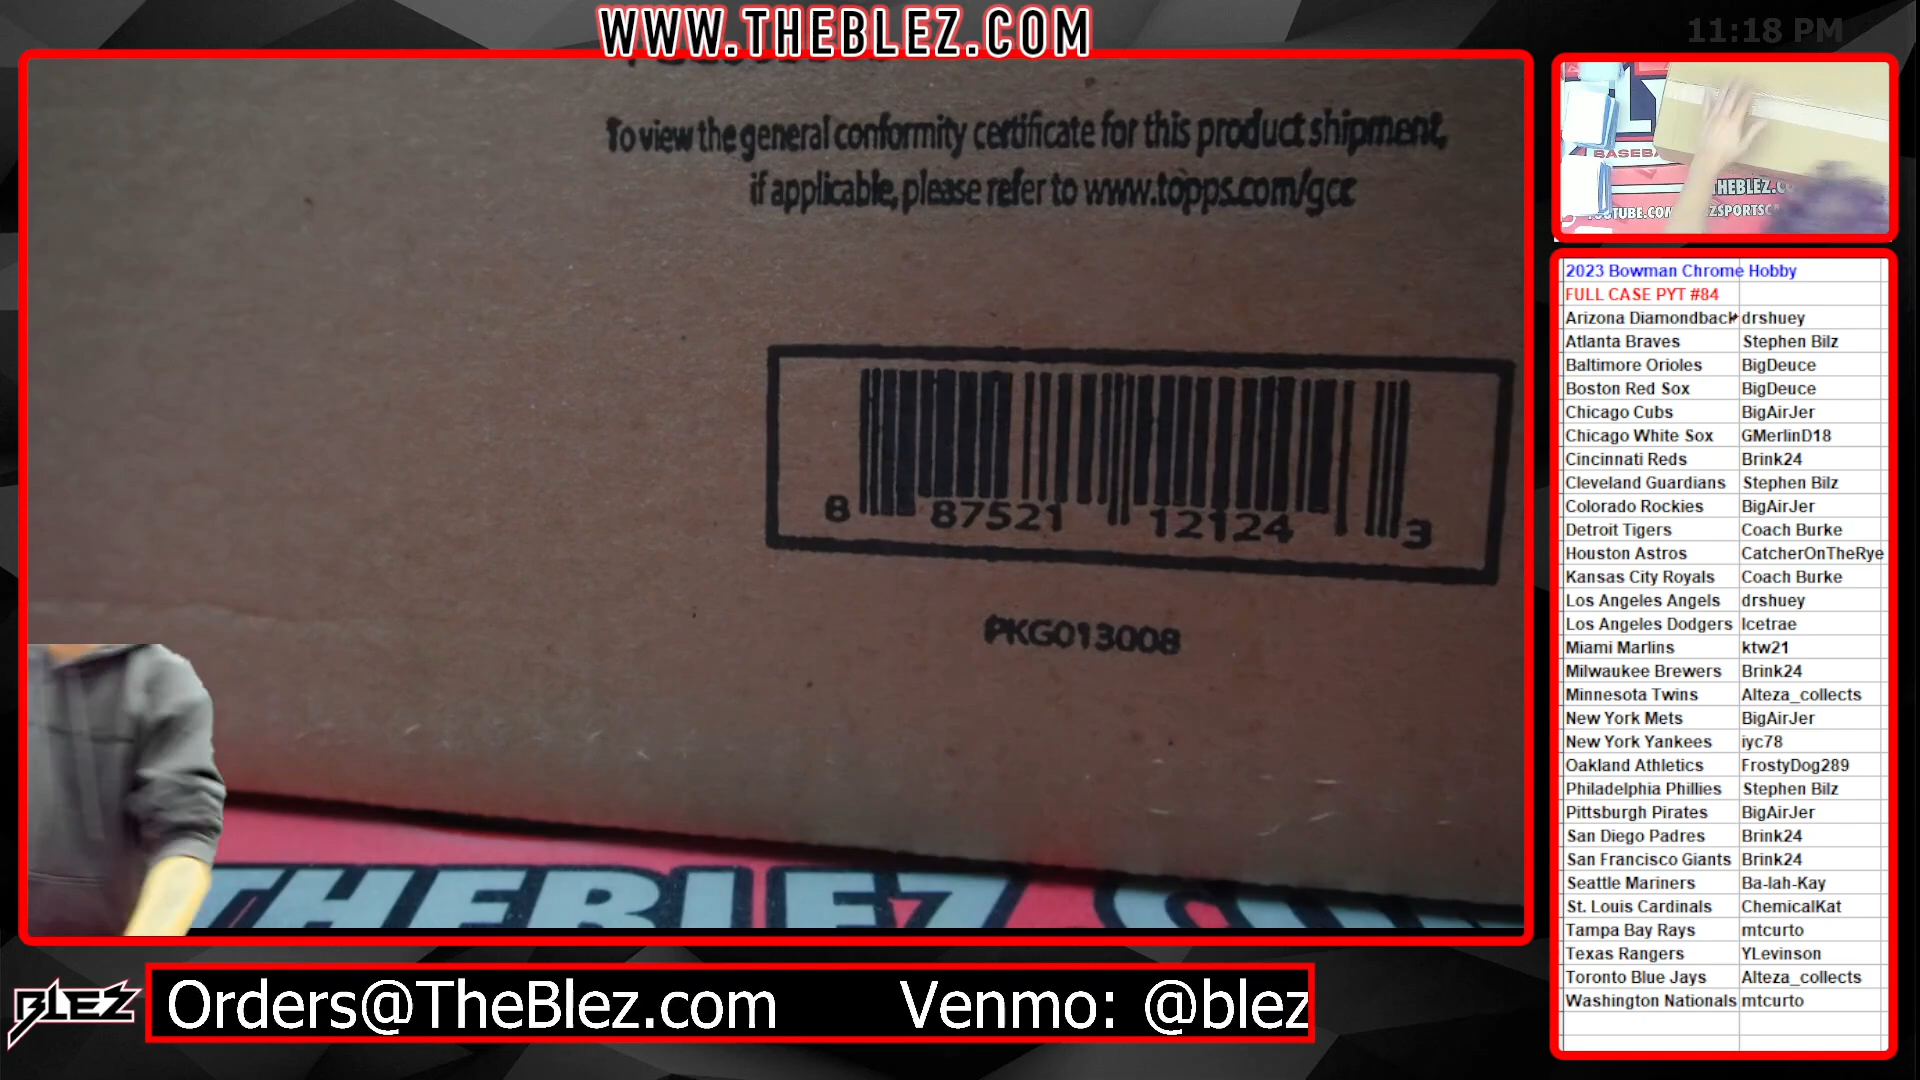 WWW.THEBLEZ.COM
11:18 PM
To view the general conformity certificate for this product shipment,
if applicable, please refer to www.topps.com/gcc
8 87521 12124 3
PKG013008
THEBLEZ.COM
BASEBA
THEBLEZ.C
2023 Bowman Chrome Hobby
FULL CASE PYT #84
Arizona Diamondback drshuey
Atlanta Braves Stephen Bilz
Baltimore Orioles BigDeuce
Boston Red Sox BigDeuce
Chicago Cubs BigAirJer
Chicago White Sox GMerlinD18
Cincinnati Reds Brink24
Cleveland Guardians Stephen Bilz
Colorado Rockies BigAirJer
Detroit Tigers Coach Burke
Houston Astros CatcherOnTheRye
Kansas City Royals Coach Burke
Los Angeles Angels drshuey
Los Angeles Dodgers Icetrae
Miami Marlins ktw21
Milwaukee Brewers Brink24
Minnesota Twins Alteza_collects
New York Mets BigAirJer
New York Yankees iyc78
Oakland Athletics FrostyDog289
Philadelphia Phillies Stephen Bilz
Pittsburgh Pirates BigAirJer
San Diego Padres Brink24
San Francisco Giants Brink24
Seattle Mariners Ba-lah-Kay
St. Louis Cardinals ChemicalKat
Tampa Bay Rays mtcurto
Texas Rangers YLevinson
Toronto Blue Jays Alteza_collects
Washington Nationals mtcurto
BLEZ
Orders@TheBlez.com Venmo: @blez